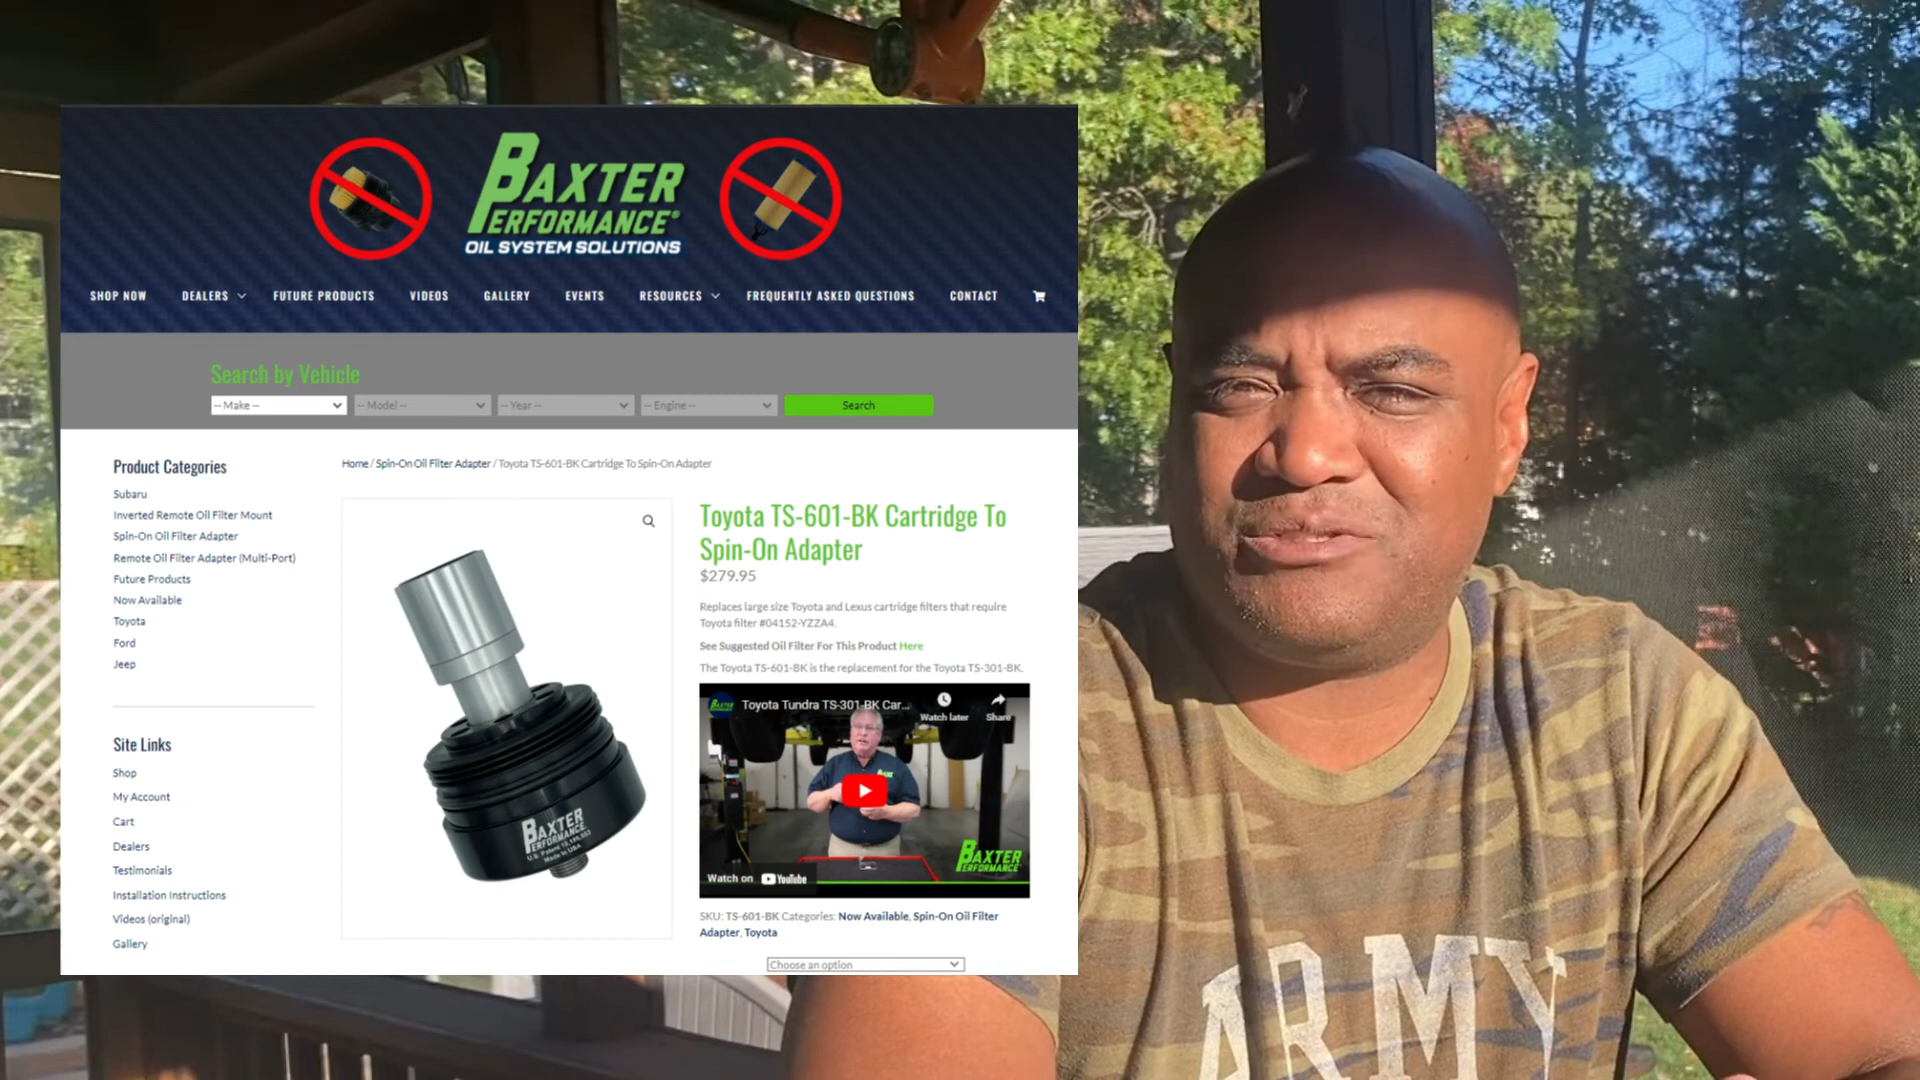 BAXTER
PERFORMANCE®
OIL SYSTEM SOLUTIONS
SHOP NOW DEALERS FUTURE PRODUCTS VIDEOS GALLERY EVENTS RESOURCES FREQUENTLY ASKED QUESTIONS CONTACT
Search by Vehicle
-- Make -- -- Model -- -- Year -- -- Engine -- Search
Product Categories
Subaru
Inverted Remote Oil Filter Mount
Spin-On Oil Filter Adapter
Remote Oil Filter Adapter (Multi-Port)
Future Products
Now Available
Toyota
Ford
Jeep
Site Links
Shop
My Account
Cart
Dealers
Testimonials
Installation Instructions
Videos (original)
Gallery
Home / Spin-On Oil Filter Adapter / Toyota TS-601-BK Cartridge To Spin-On Adapter
BAXTER
PERFORMANCE
Made in USA
Toyota TS-601-BK Cartridge To
Spin-On Adapter
$279.95
Replaces large size Toyota and Lexus cartridge filters that require
Toyota filter #04152-YZZA4.
See Suggested Oil Filter For This Product Here
The Toyota TS-601-BK is the replacement for the Toyota TS-301-BK.
Toyota Tundra TS-301-BK Car...
Watch later Share
BAXTER
PERFORMANCE
Watch on YouTube
SKU: TS-601-BK Categories: Now Available, Spin-On Oil Filter
Adapter, Toyota
Choose an option
ARMY